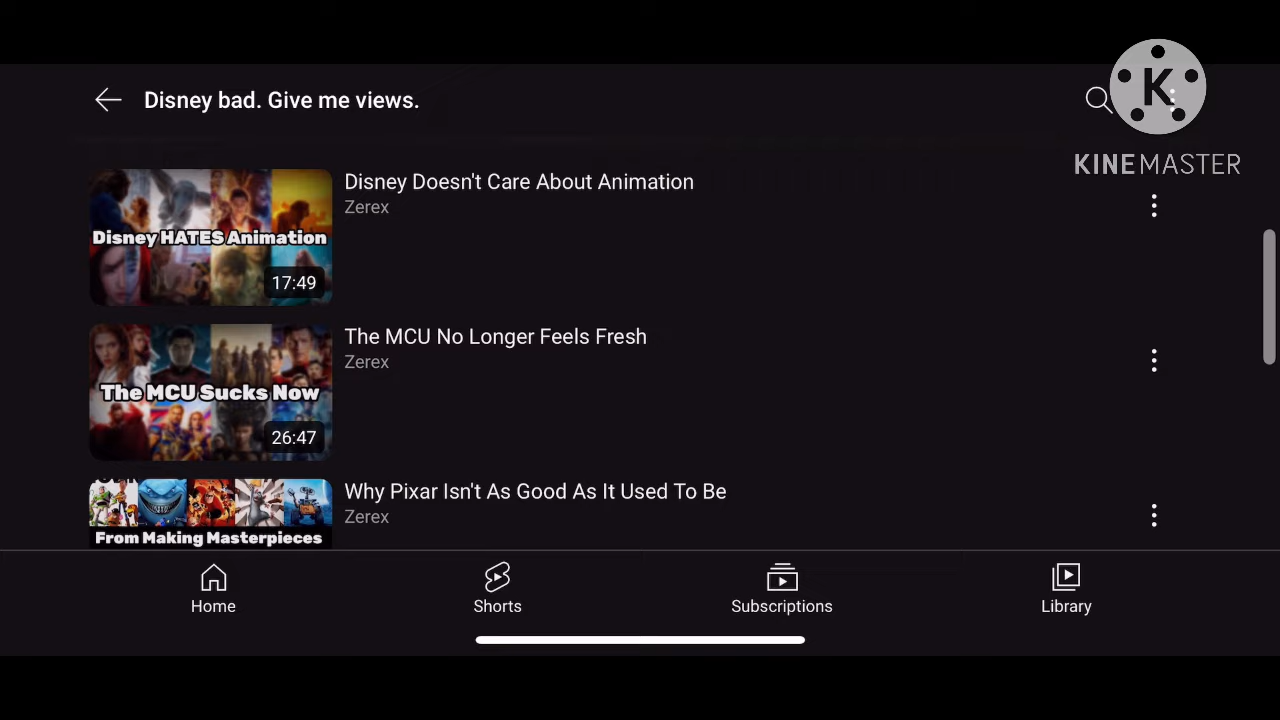 Disney bad. Give me views.
K
KINEMASTER
Disney HATES Animation
17:49
Disney Doesn't Care About Animation
Zerex
The MCU Sucks Now
26:47
The MCU No Longer Feels Fresh
Zerex
From Making Masterpieces
Why Pixar Isn't As Good As It Used To Be
Zerex
Home
Shorts
Subscriptions
Library